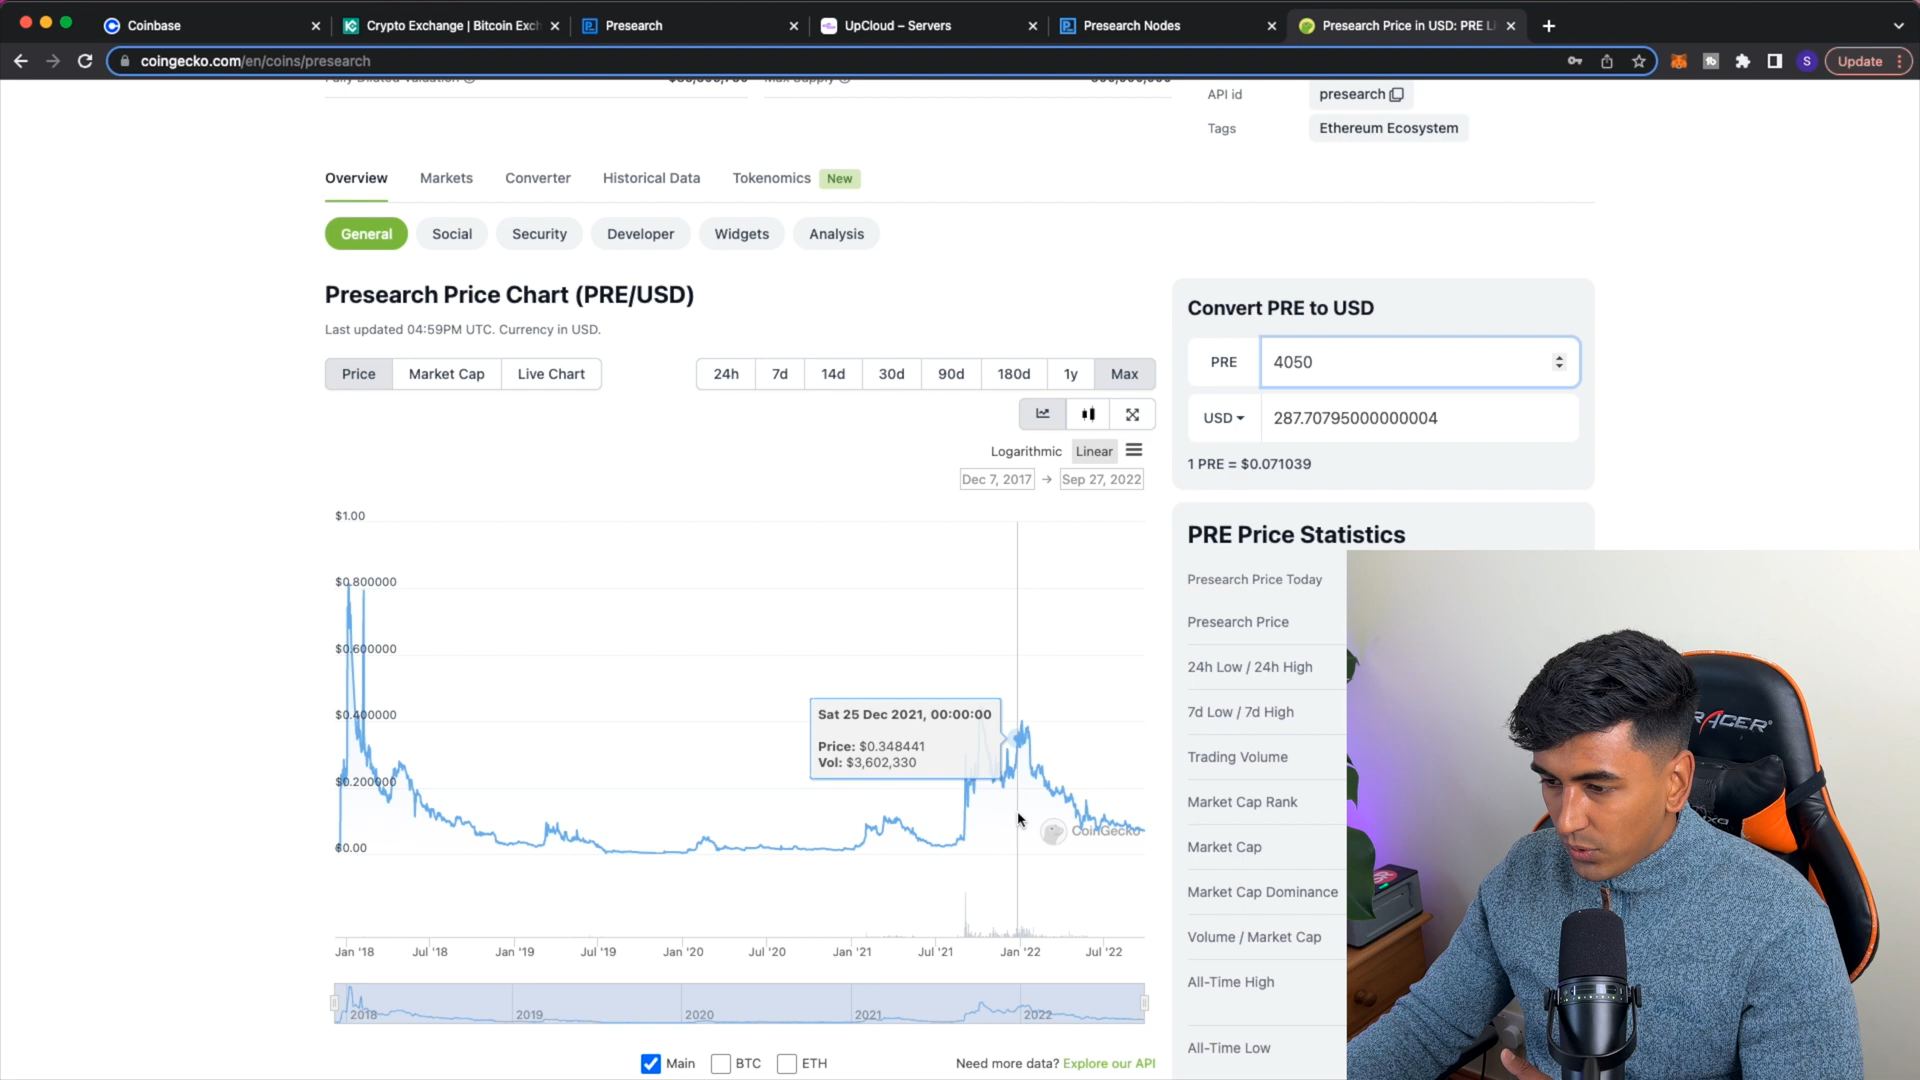 Coinbase
Crypto Exchange | Bitcoin Exch
Presearch
UpCloud – Servers
Presearch Nodes
Presearch Price in USD: PRE Li
coingecko.com/en/coins/presearch
S
Update
Fully Diluted Valuation
Max Supply
API id
presearch
Tags
Ethereum Ecosystem
Overview
Markets
Converter
Historical Data
Tokenomics
New
General
Social
Security
Developer
Widgets
Analysis
Presearch Price Chart (PRE/USD)
Last updated 04:59PM UTC. Currency in USD.
Price
Market Cap
Live Chart
24h
7d
14d
30d
90d
180d
1y
Max
Logarithmic
Linear
Dec 7, 2017 → Sep 27, 2022
$1.00
$0.800000
$0.600000
$0.400000
$0.200000
$0.00
Sat 25 Dec 2021, 00:00:00
Price: $0.348441
Vol: $3,602,330
CoinGecko
Jan '18
Jul '18
Jan '19
Jul '19
Jan '20
Jul '20
Jan '21
Jul '21
Jan '22
Jul '22
2018
2019
2020
2021
2022
Main
BTC
ETH
Need more data? Explore our API
Convert PRE to USD
PRE
4050
USD
287.70795000000004
1 PRE = $0.071039
PRE Price Statistics
Presearch Price Today
Presearch Price
24h Low / 24h High
7d Low / 7d High
Trading Volume
Market Cap Rank
Market Cap
Market Cap Dominance
Volume / Market Cap
All-Time High
All-Time Low
RACER